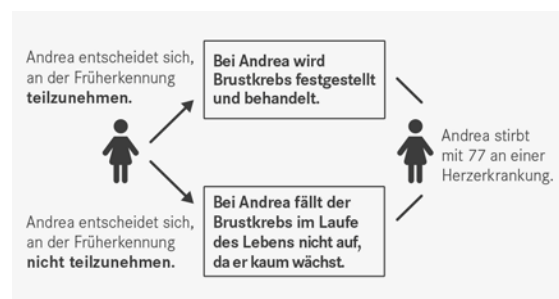 Andrea entscheidet sich,
an der Früherkennung
teilzunehmen.
Bei Andrea wird
Brustkrebs festgestellt
und behandelt.
Andrea stirbt
mit 77 an einer
Herzerkrankung.
Andrea entscheidet sich,
an der Früherkennung
nicht teilzunehmen.
Bei Andrea fällt der
Brustkrebs im Laufe
des Lebens nicht auf,
da er kaum wächst.